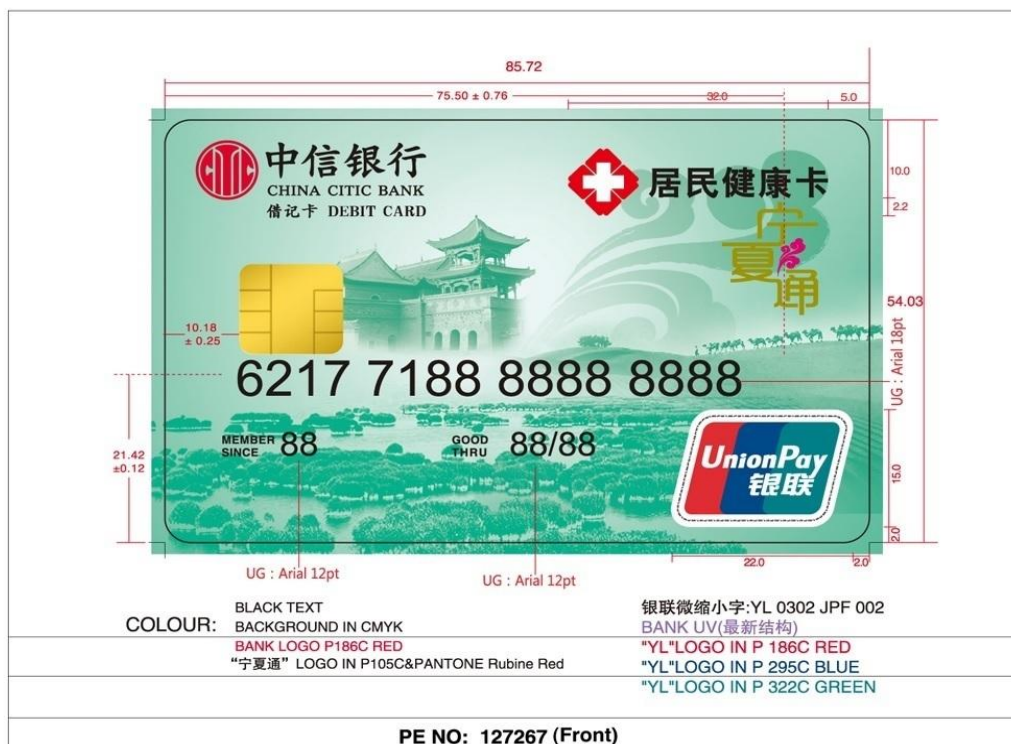 85.72
75.50 ± 0.76
32.0
5.0
CITIC
中信银行
CHINA CITIC BANK
借记卡 DEBIT CARD
居民健康卡
宁夏通
10.0
2.2
54.03
10.18
± 0.25
UG : Arial 18pt
6217 7188 8888 8888
MEMBER
SINCE 88
GOOD
THRU 88/88
UnionPay
银联
21.42
±0.12
15.0
2.0
22.0
2.0
UG : Arial 12pt
UG : Arial 12pt
COLOUR:
BLACK TEXT
BACKGROUND IN CMYK
BANK LOGO P186C RED
“宁夏通” LOGO IN P105C&PANTONE Rubine Red
银联微缩小字:YL 0302 JPF 002
BANK UV(最新结构)
"YL"LOGO IN P 186C RED
"YL"LOGO IN P 295C BLUE
"YL"LOGO IN P 322C GREEN
PE NO: 127267 (Front)